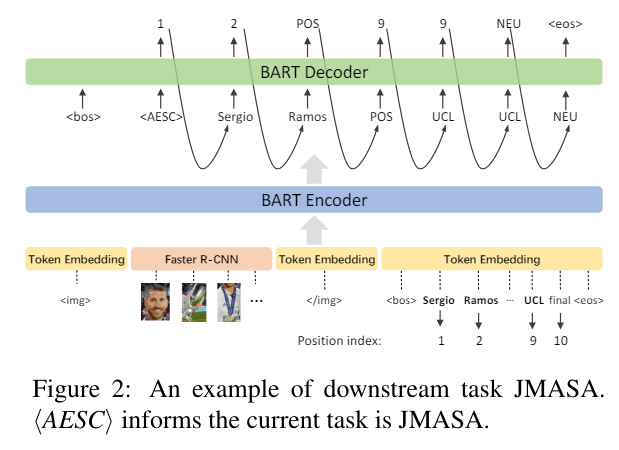 1 2 POS 9 9 NEU <eos>
BART Decoder
<bos> <AESC> Sergio Ramos POS UCL UCL NEU
BART Encoder
Token Embedding Faster R-CNN Token Embedding Token Embedding
<img> ... </img> <bos> Sergio Ramos ... UCL final <eos>
Position index: 1 2 9 10
Figure 2: An example of downstream task JMASA.
⟨AESC⟩ informs the current task is JMASA.